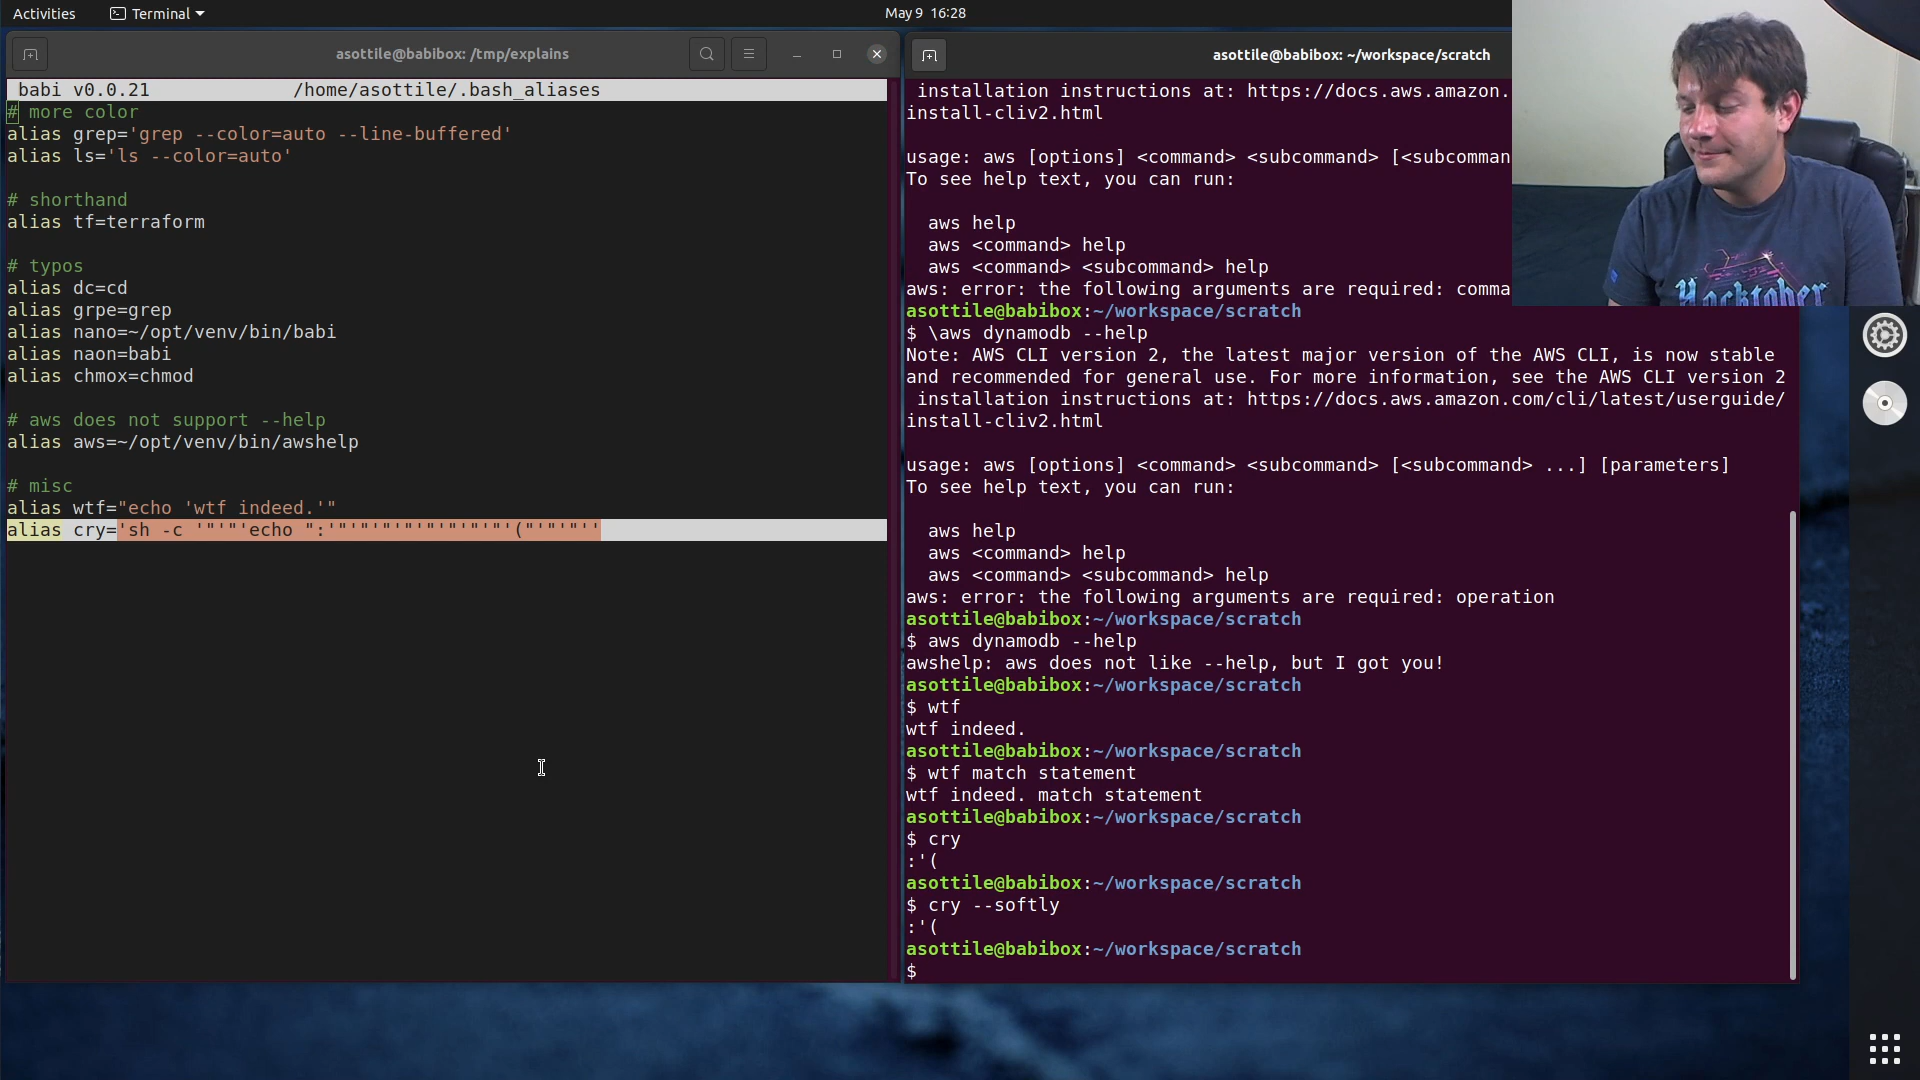 Activities
Terminal
May 9 16:28
asottile@babibox: /tmp/explains
babi v0.0.21 /home/asottile/.bash_aliases
# more color
alias grep='grep --color=auto --line-buffered'
alias ls='ls --color=auto'
# shorthand
alias tf=terraform
# typos
alias dc=cd
alias grpe=grep
alias nano=~/opt/venv/bin/babi
alias naon=babi
alias chmox=chmod
# aws does not support --help
alias aws=~/opt/venv/bin/awshelp
# misc
alias wtf="echo 'wtf indeed.'"
alias cry='sh -c '"'"'echo ":'"'"'"'"'"'"'"'"'("'"'"''
asottile@babibox: ~/workspace/scratch
installation instructions at: https://docs.aws.amazon.
install-cliv2.html
usage: aws [options] <command> <subcommand> [<subcomman
To see help text, you can run:
aws help
aws <command> help
aws <command> <subcommand> help
aws: error: the following arguments are required: comma
asottile@babibox:~/workspace/scratch
$ \aws dynamodb --help
Note: AWS CLI version 2, the latest major version of the AWS CLI, is now stable
and recommended for general use. For more information, see the AWS CLI version 2
installation instructions at: https://docs.aws.amazon.com/cli/latest/userguide/
install-cliv2.html
usage: aws [options] <command> <subcommand> [<subcommand> ...] [parameters]
To see help text, you can run:
aws help
aws <command> help
aws <command> <subcommand> help
aws: error: the following arguments are required: operation
asottile@babibox:~/workspace/scratch
$ aws dynamodb --help
awshelp: aws does not like --help, but I got you!
asottile@babibox:~/workspace/scratch
$ wtf
wtf indeed.
asottile@babibox:~/workspace/scratch
$ wtf match statement
wtf indeed. match statement
asottile@babibox:~/workspace/scratch
$ cry
:'(
asottile@babibox:~/workspace/scratch
$ cry --softly
:'(
asottile@babibox:~/workspace/scratch
$
Hacktober